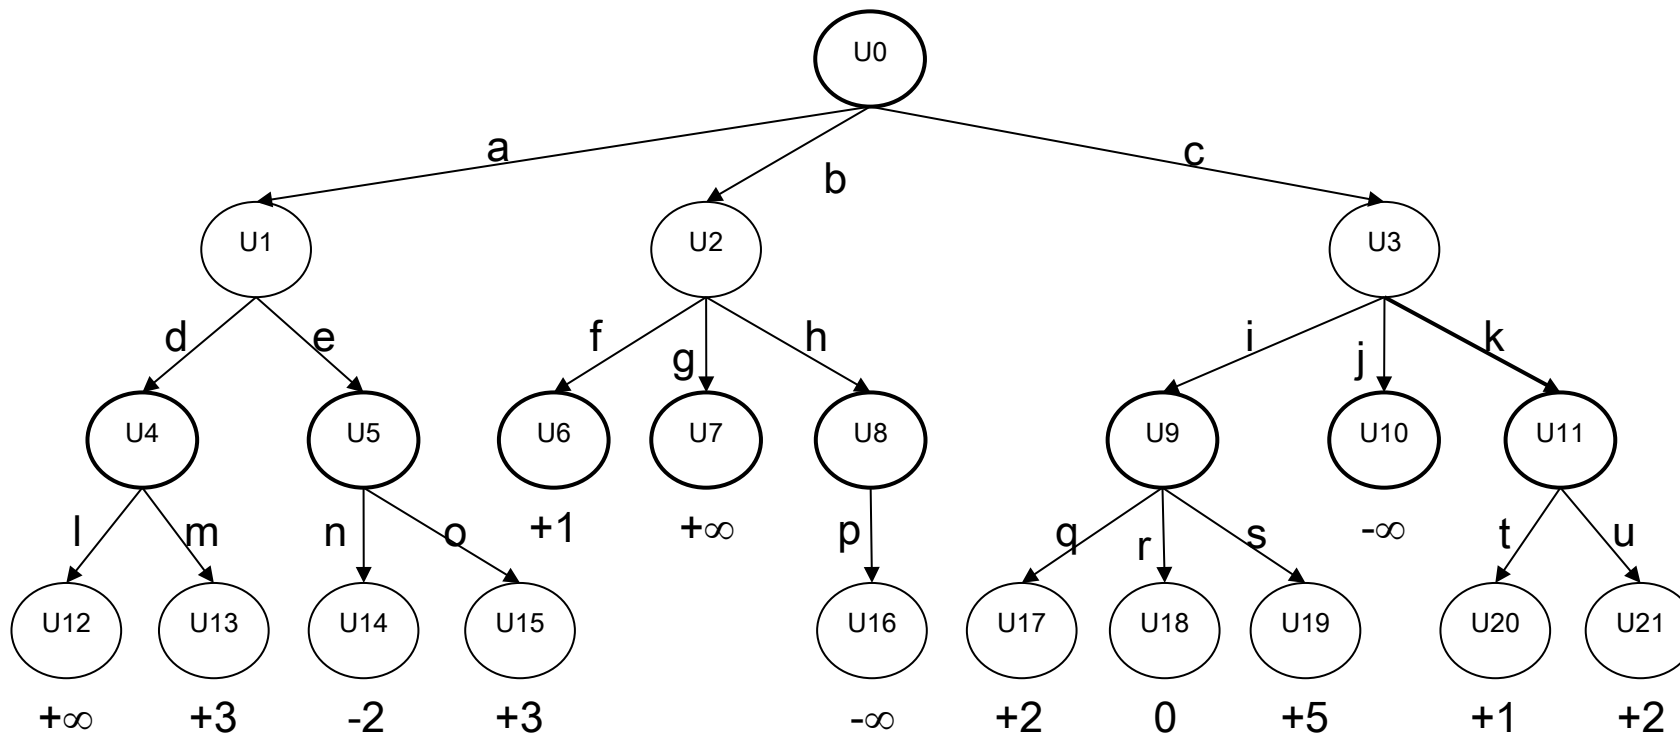 U0
a
b
c
U1
U2
U3
d
e
f
g
h
i
j
k
U4
U5
U6
U7
U8
U9
U10
U11
l
m
n
o
+1
+∞
p
q
r
s
-∞
t
u
U12
U13
U14
U15
U16
U17
U18
U19
U20
U21
+∞
+3
-2
+3
-∞
+2
0
+5
+1
+2